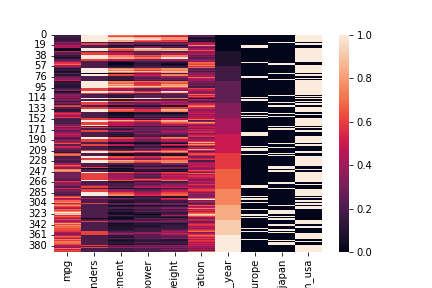 0
19
38
57
76
95
114
133
152
171
190
209
228
247
266
285
304
323
342
361
380
mpg
nders
ement
power
eight
ration
_year
europe
japan
n_usa
1.0
0.8
0.6
0.4
0.2
0.0